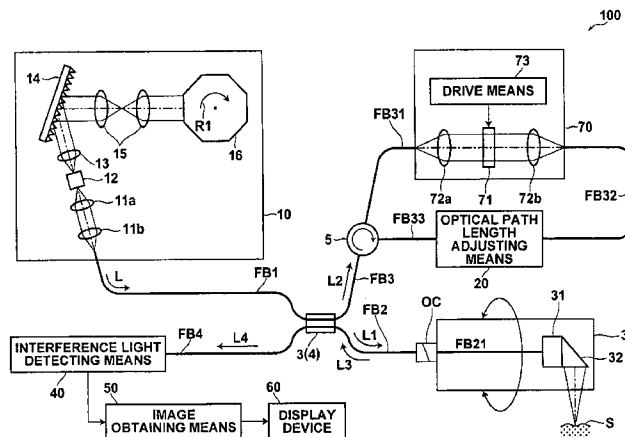 100
14
R1
15
16
13
12
11a
11b
10
73
DRIVE MEANS
FB31
70
72a
71
72b
FB32
FB33
5
OPTICAL PATH
LENGTH
ADJUSTING
MEANS
20
L
FB1
L2
FB3
L4
FB4
3(4)
L1
L3
FB2
OC
FB21
31
3
32
S
INTERFERENCE LIGHT
DETECTING MEANS
40
50
60
IMAGE
OBTAINING MEANS
DISPLAY
DEVICE